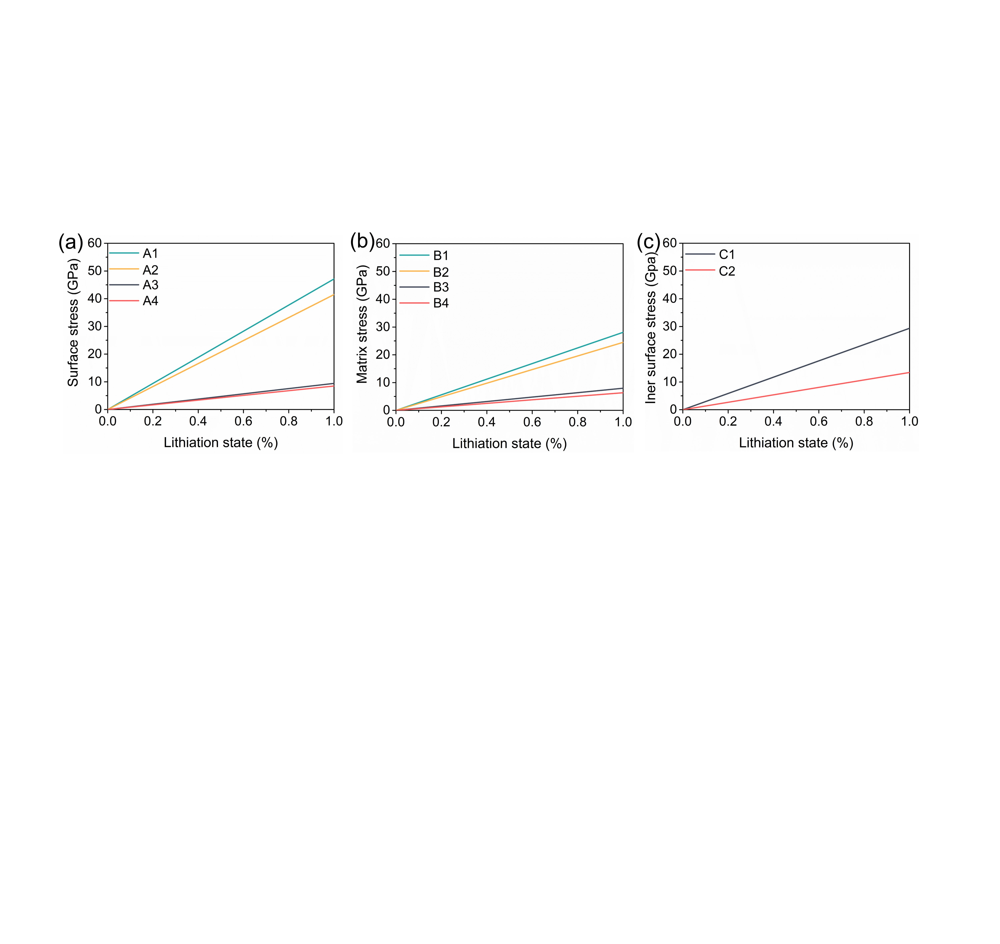 (a)
Surface stress (GPa)
60
50
40
30
20
10
0
A1
A2
A3
A4
0.0 0.2 0.4 0.6 0.8 1.0
Lithiation state (%)
(b)
Matrix stress (GPa)
60
50
40
30
20
10
0
B1
B2
B3
B4
0.0 0.2 0.4 0.6 0.8 1.0
Lithiation state (%)
(c)
Iner surface stress (Gpa)
60
50
40
30
20
10
0
C1
C2
0.0 0.2 0.4 0.6 0.8 1.0
Lithiation state (%)